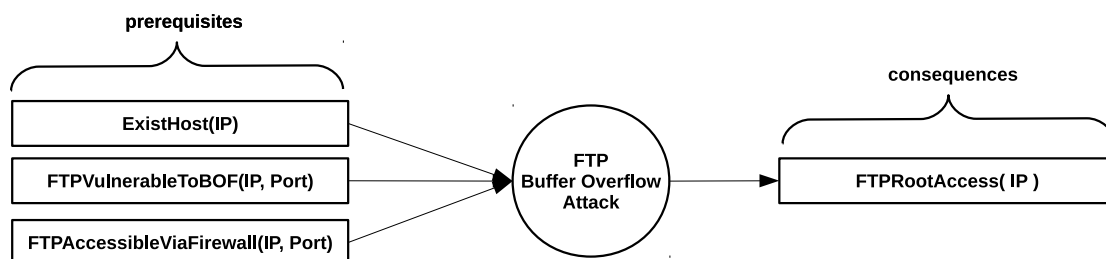 prerequisites
consequences
ExistHost(IP)
FTPVulnerableToBOF(IP, Port)
FTPAccessibleViaFirewall(IP, Port)
FTP
Buffer Overflow
Attack
FTPRootAccess( IP )